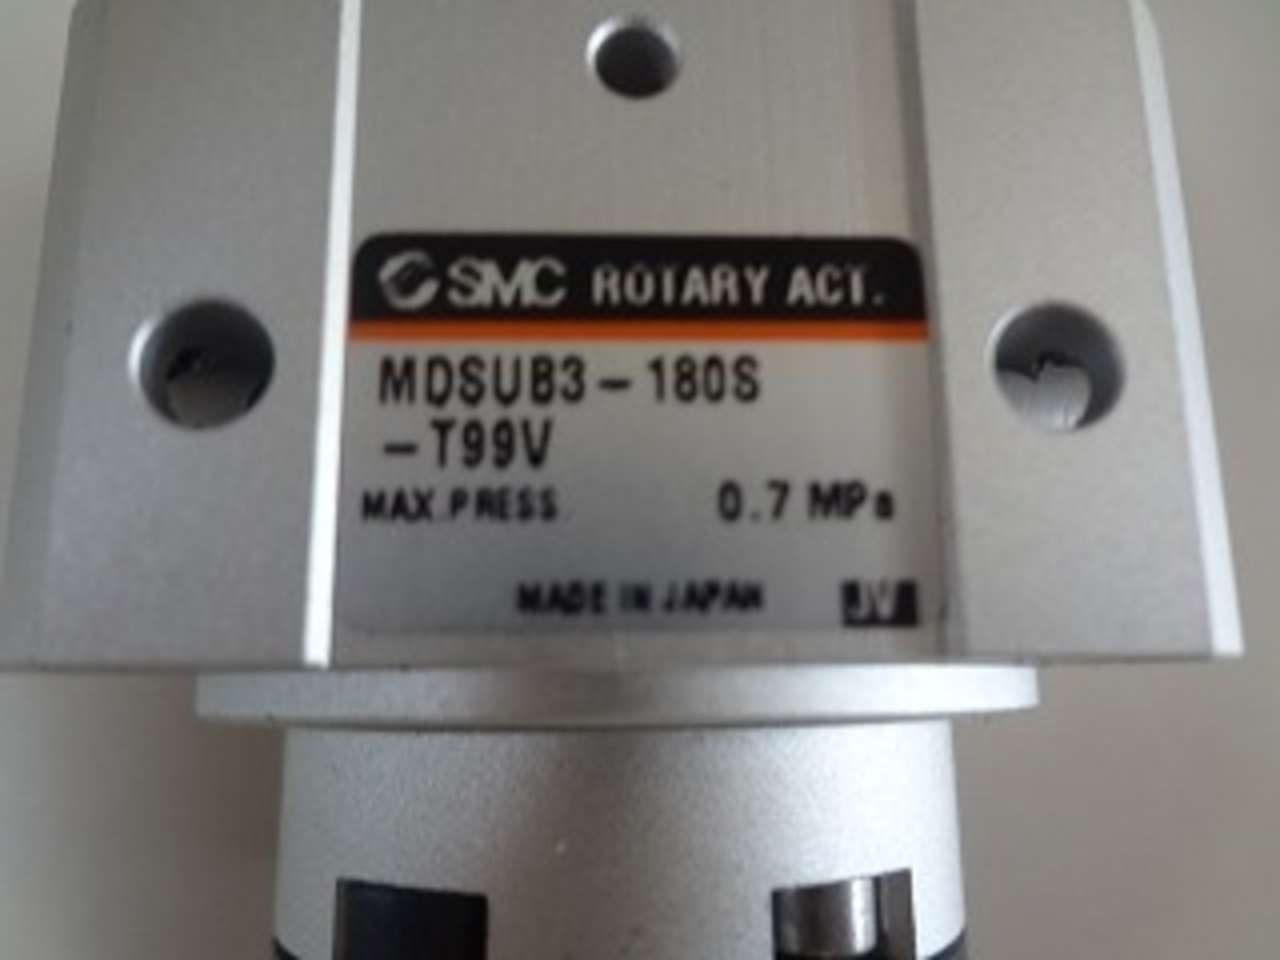 SMC ROTARY ACT.
MDSUB3-180S
-T99V
MAX.PRESS 0.7 MPa
MADE IN JAPAN